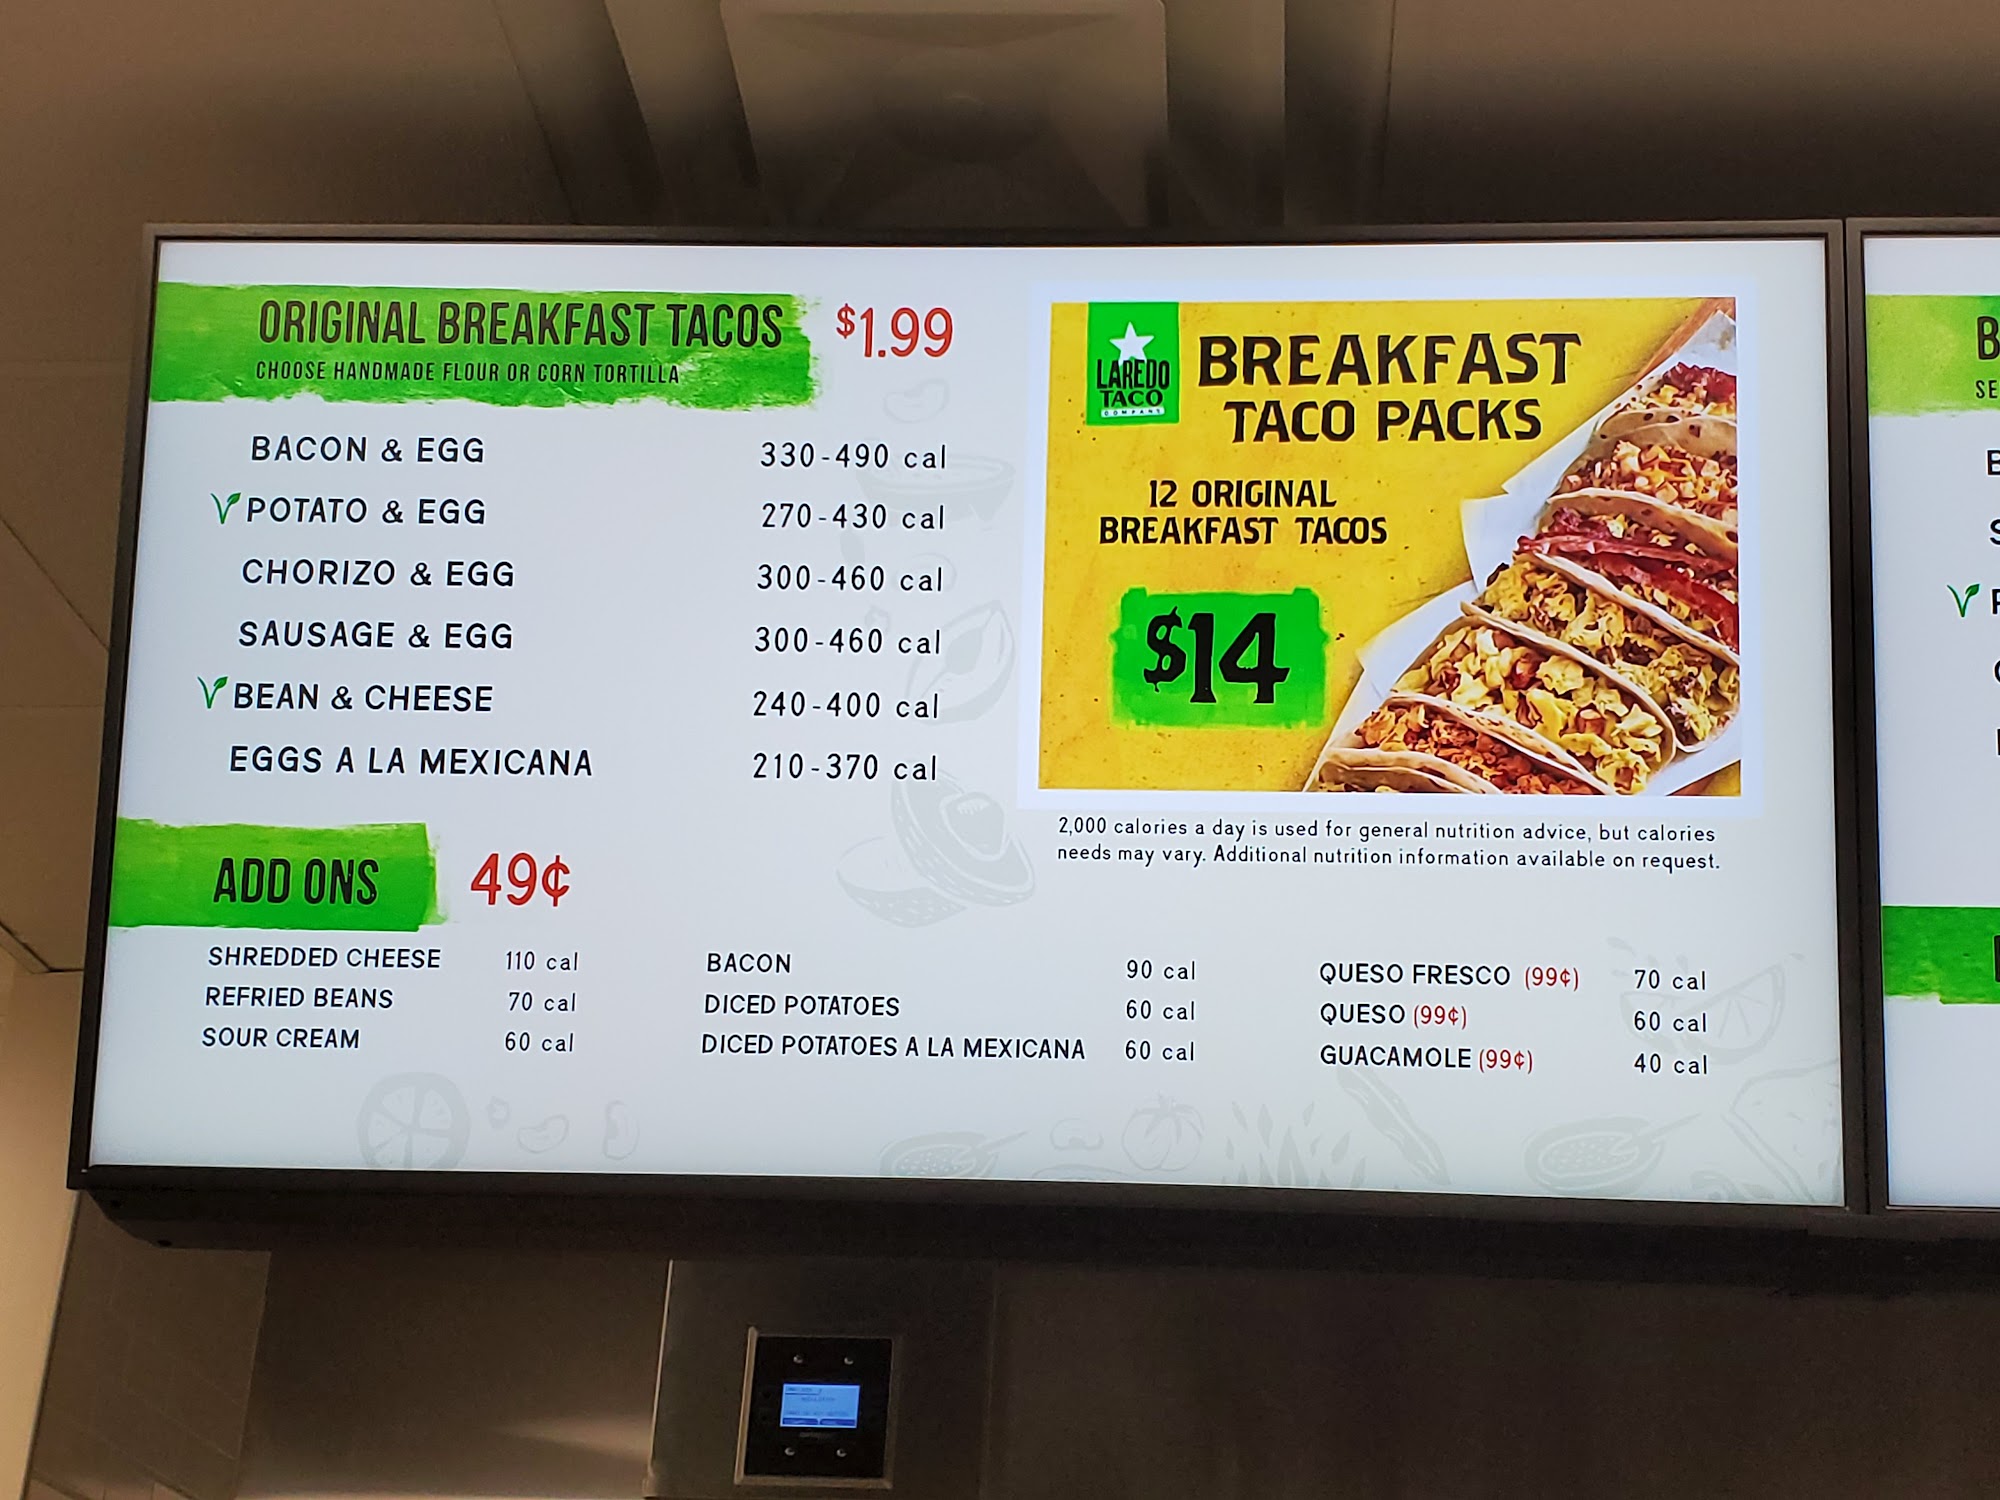 ORIGINAL BREAKFAST TACOS $1.99
CHOOSE HANDMADE FLOUR OR CORN TORTILLA
BACON & EGG 330-490 cal
POTATO & EGG 270-430 cal
CHORIZO & EGG 300-460 cal
SAUSAGE & EGG 300-460 cal
BEAN & CHEESE 240-400 cal
EGGS A LA MEXICANA 210-370 cal
LAREDO
TACO
COMPANY
BREAKFAST
TACO PACKS
12 ORIGINAL
BREAKFAST TACOS
$14
2,000 calories a day is used for general nutrition advice, but calories
needs may vary. Additional nutrition information available on request.
ADD ONS 49¢
SHREDDED CHEESE 110 cal
REFRIED BEANS 70 cal
SOUR CREAM 60 cal
BACON 90 cal
DICED POTATOES 60 cal
DICED POTATOES A LA MEXICANA 60 cal
QUESO FRESCO (99¢) 70 cal
QUESO (99¢) 60 cal
GUACAMOLE (99¢) 40 cal